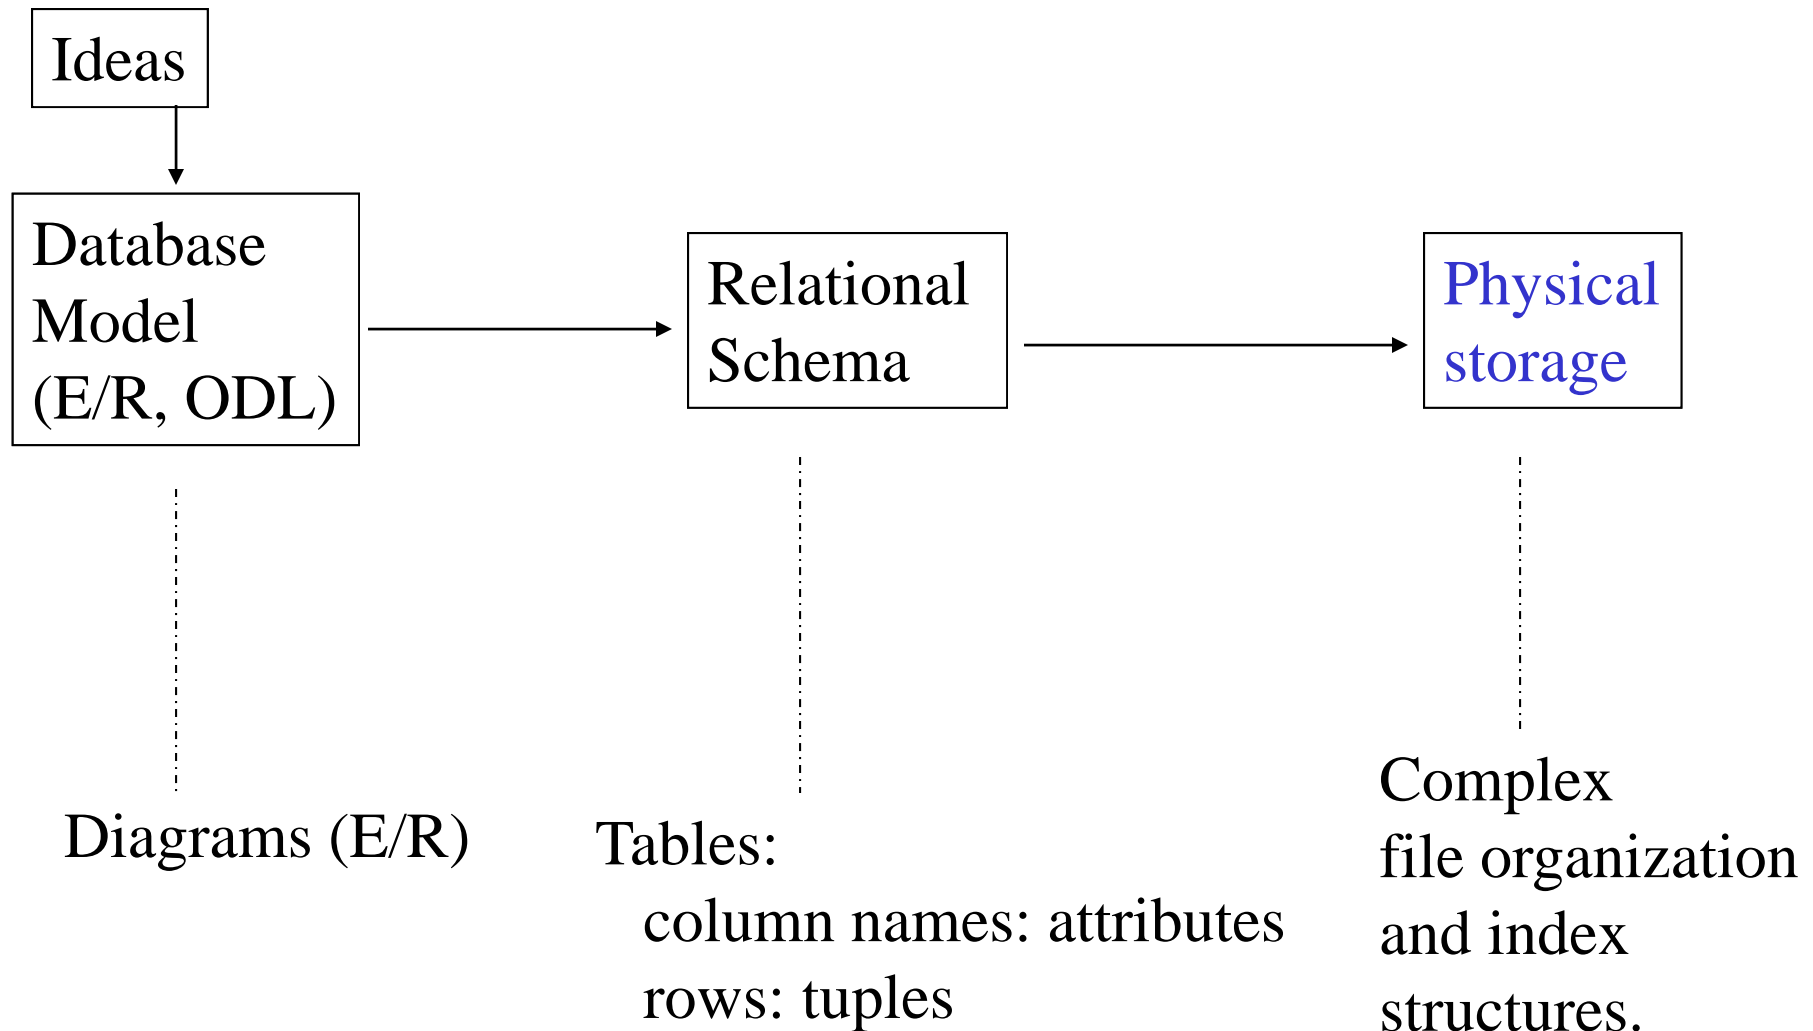 Ideas
Database
Model
(E/R, ODL)
Relational
Schema
Physical
storage
Diagrams (E/R)
Tables:
column names: attributes
rows: tuples
Complex
file organization
and index
structures.